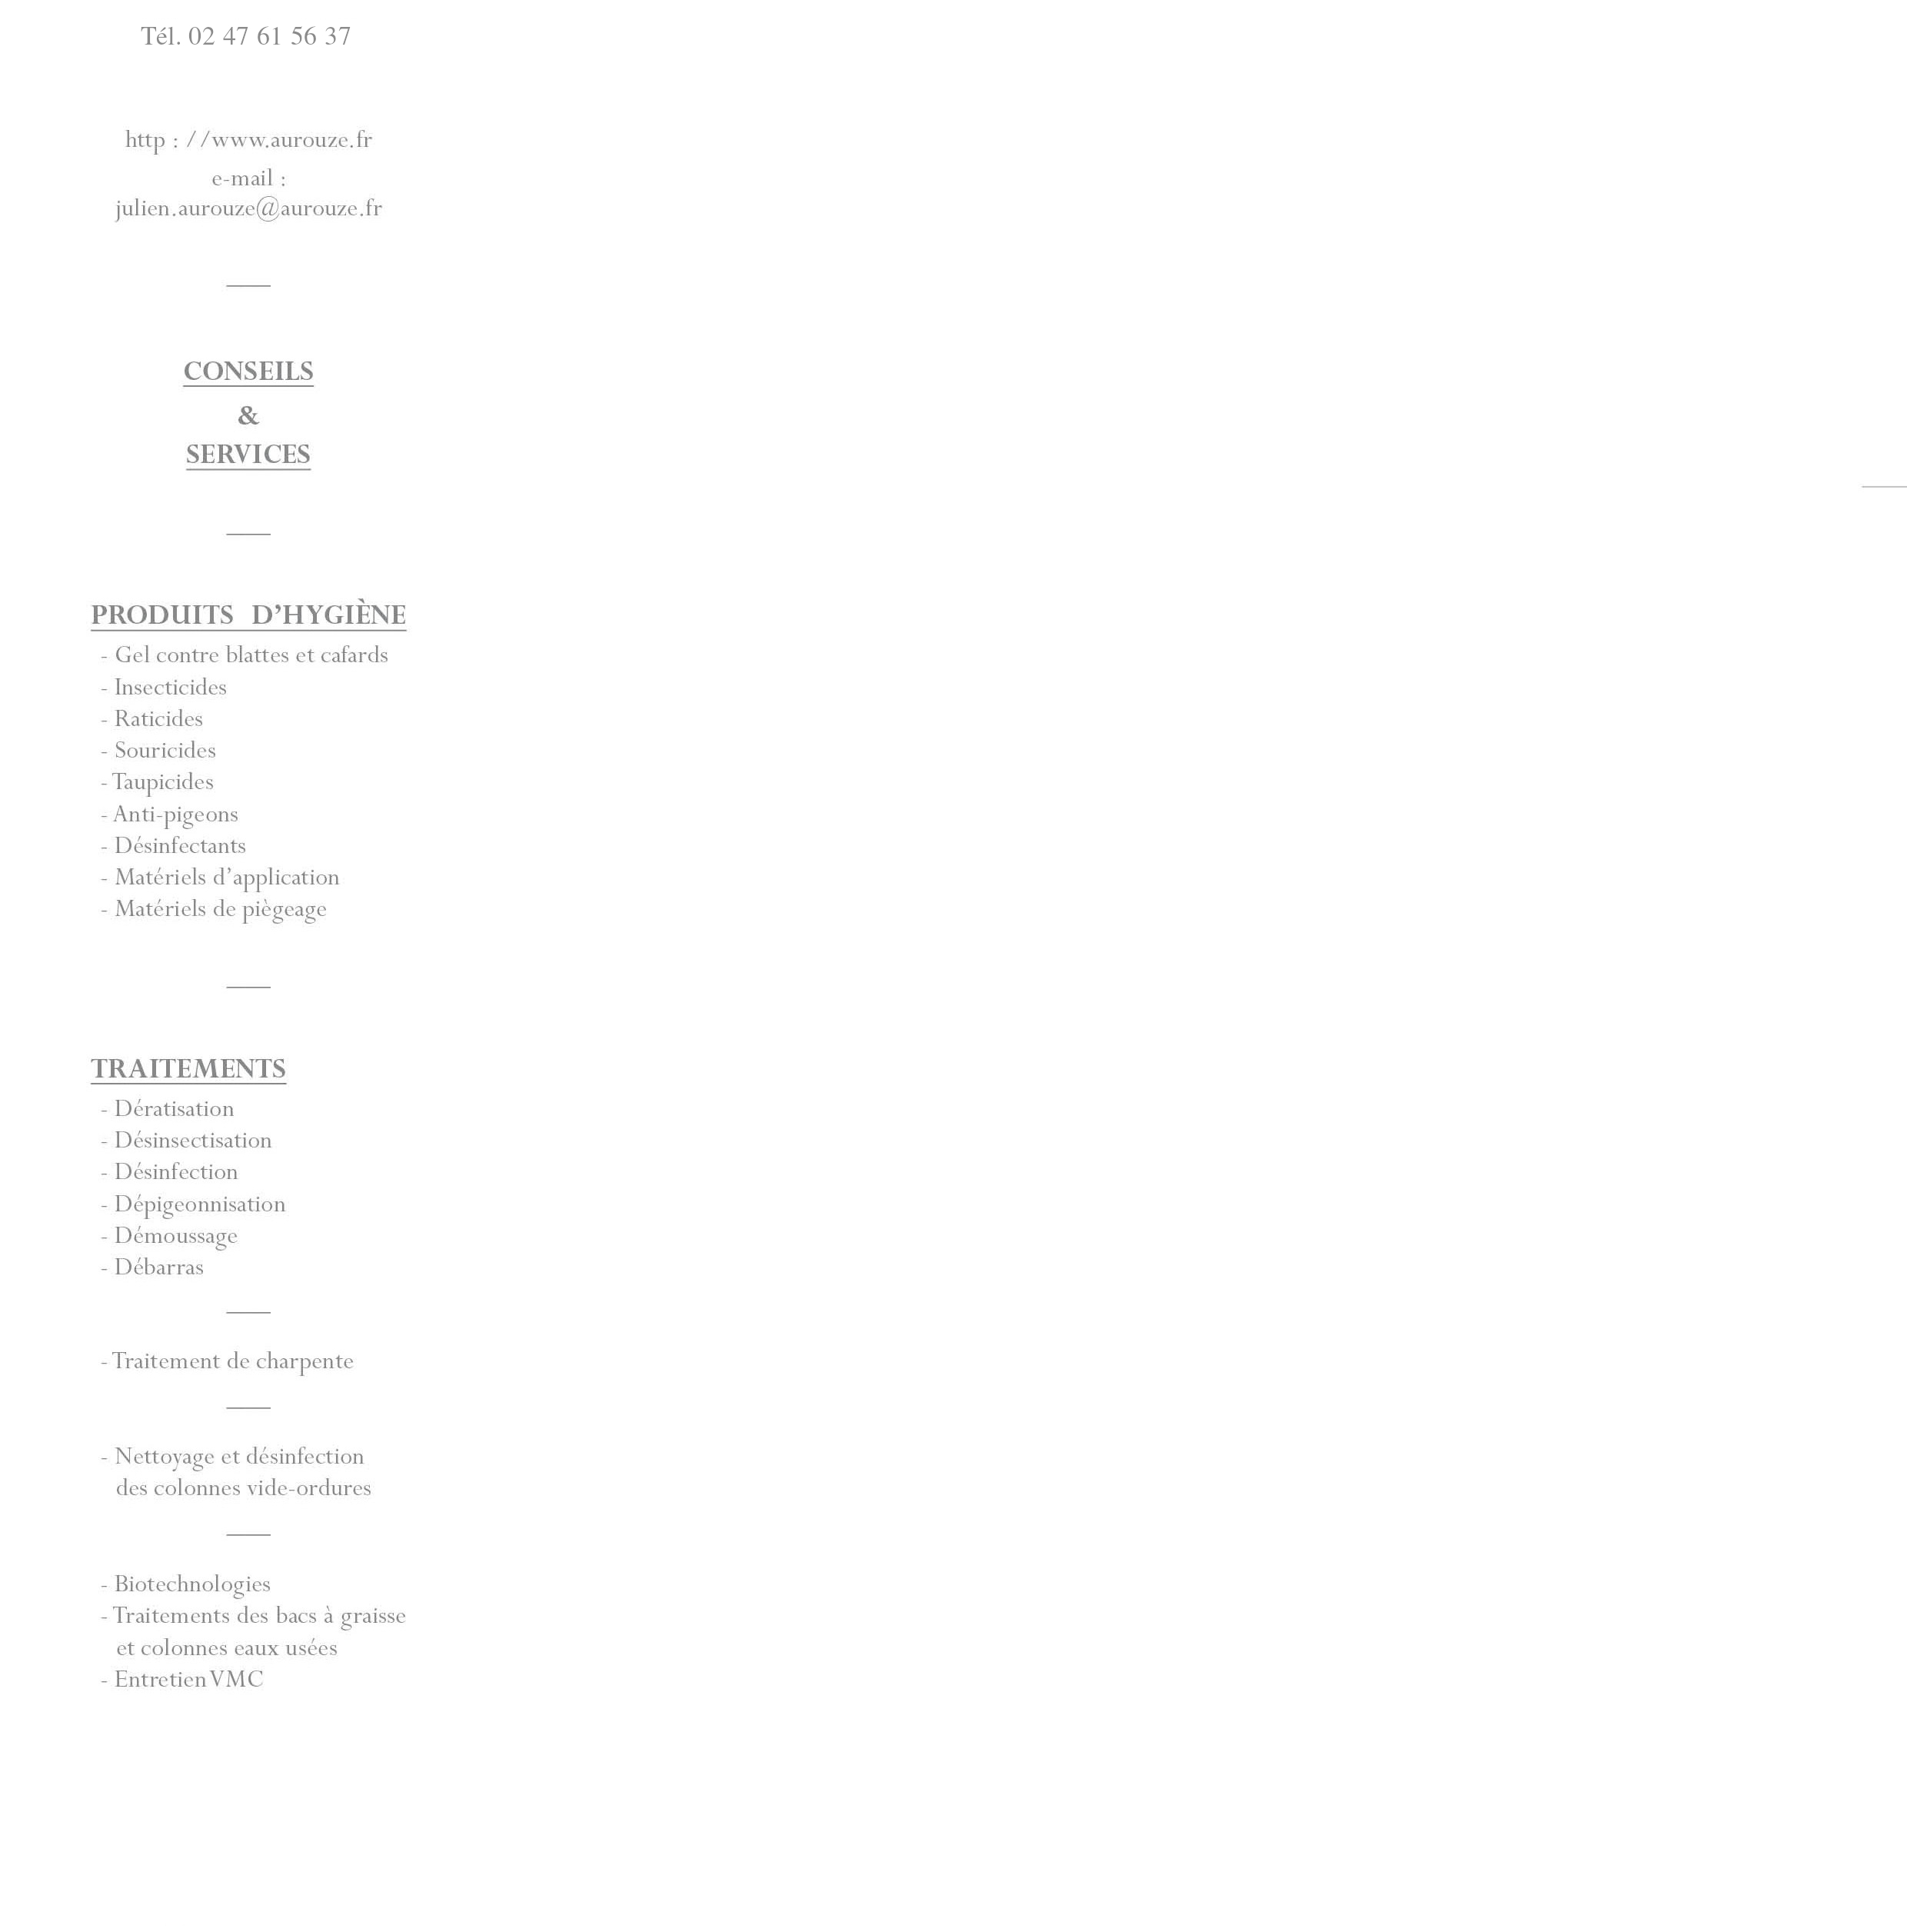 Tél. 02 47 61 56 37
http : //www.aurouze.fr
e-mail :
julien.aurouze@aurouze.fr
CONSEILS
&
SERVICES
PRODUITS D’HYGIÈNE
- Gel contre blattes et cafards
- Insecticides
- Raticides
- Souricides
- Taupicides
- Anti-pigeons
- Désinfectants
- Matériels d’application
- Matériels de piègeage
TRAITEMENTS
- Dératisation
- Désinsectisation
- Désinfection
- Dépigeonnisation
- Démoussage
- Débarras
- Traitement de charpente
- Nettoyage et désinfection
des colonnes vide-ordures
- Biotechnologies
- Traitements des bacs à graisse
et colonnes eaux usées
- Entretien VMC